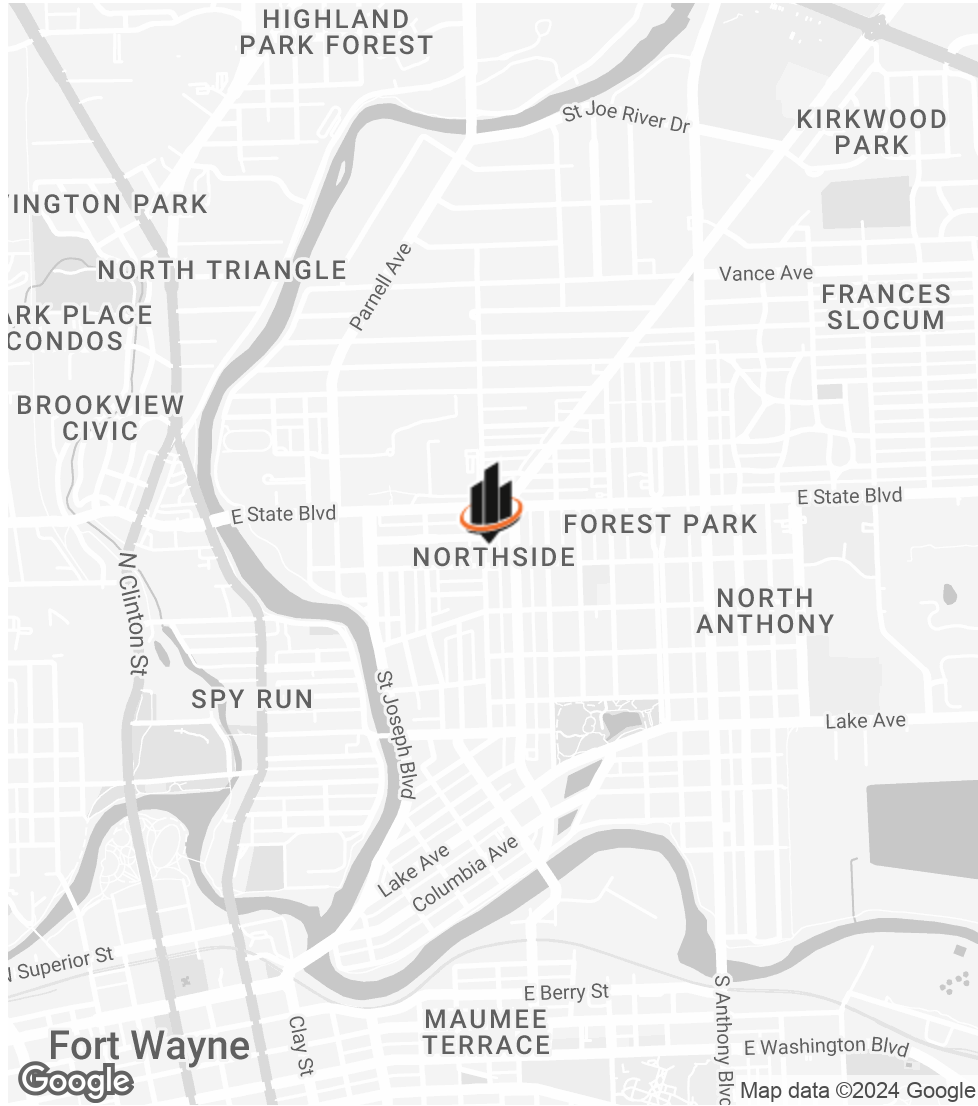 HIGHLAND
PARK FOREST
St Joe River Dr
KIRKWOOD
PARK
TINGTON PARK
NORTH TRIANGLE
Parnell Ave
Vance Ave
FRANCES
SLOCUM
ARK PLACE
CONDOS
BROOKVIEW
CIVIC
E State Blvd
E State Blvd
FOREST PARK
NORTHSIDE
N Clinton St
NORTH
ANTHONY
SPY RUN
St Joseph Blvd
Lake Ave
Lake Ave
Columbia Ave
N Superior St
E Berry St
S Anthony Blvd
MAUMEE
TERRACE
Clay St
Fort Wayne
E Washington Blvd
Google
Map data ©2024 Google